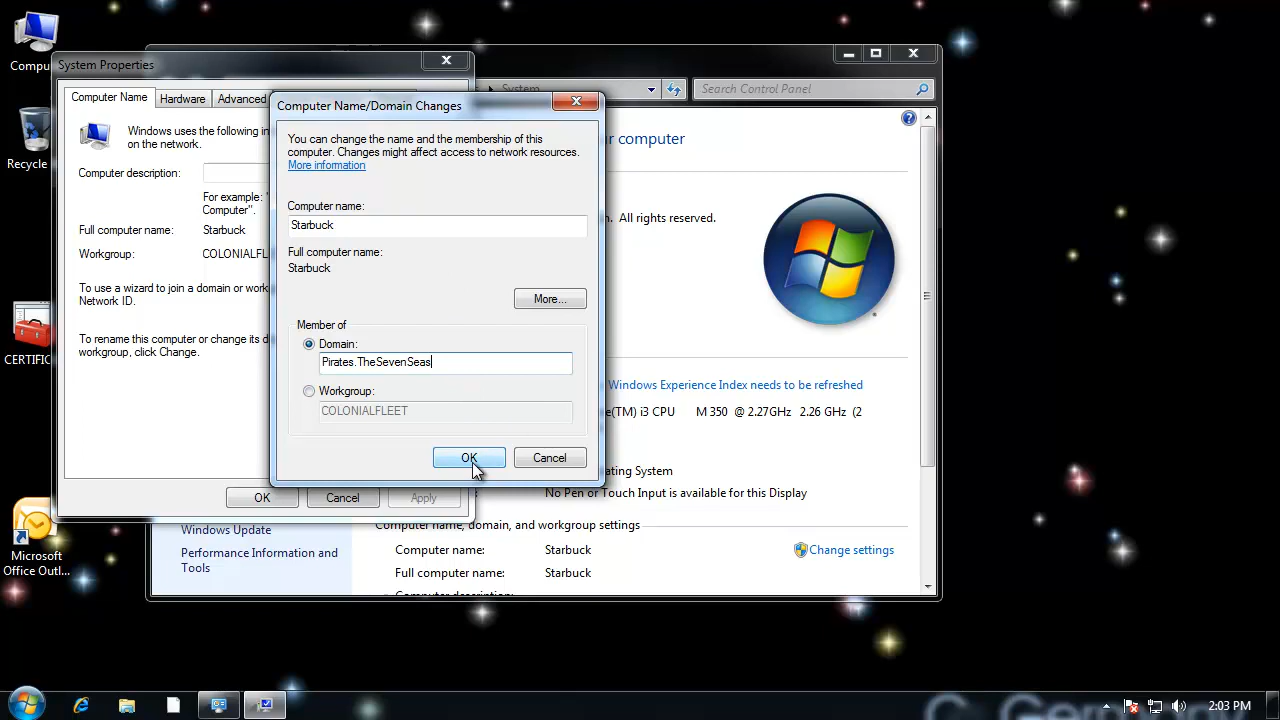 Compu
Recycle
CERTIFIC
Microsoft
Office Outl...
System Properties
Computer Name
Hardware
Advanced
Windows uses the following in
on the network.
Computer description:
For example: "
Computer".
Full computer name:
Starbuck
Workgroup:
COLONIALFL
To use a wizard to join a domain or work
Network ID.
To rename this computer or change its do
workgroup, click Change.
OK
Cancel
Apply
Computer Name/Domain Changes
You can change the name and the membership of this
computer. Changes might affect access to network resources.
More information
Computer name:
Starbuck
Full computer name:
Starbuck
More...
Member of
Domain:
Pirates.TheSevenSeas
Workgroup:
COLONIALFLEET
OK
Cancel
System
Search Control Panel
r computer
n. All rights reserved.
Windows Experience Index needs to be refreshed
e(TM) i3 CPU M 350 @ 2.27GHz 2.26 GHz (2
ating System
No Pen or Touch Input is available for this Display
Computer name, domain, and workgroup settings
Computer name:
Starbuck
Change settings
Full computer name:
Starbuck
Computer description:
Windows Update
Performance Information and
Tools
2:03 PM